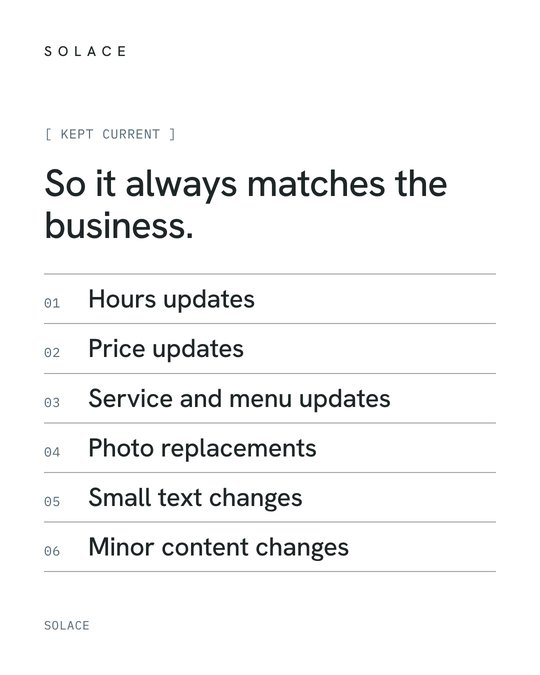 SOLACE
[ KEPT CURRENT ]
So it always matches the
business.
01 Hours updates
02 Price updates
03 Service and menu updates
04 Photo replacements
05 Small text changes
06 Minor content changes
SOLACE